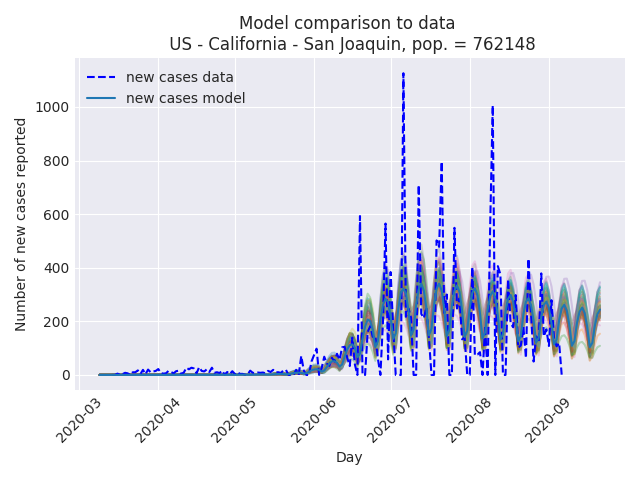 Model comparison to data
US - California - San Joaquin, pop. = 762148
new cases data
new cases model
Number of new cases reported
1000
800
600
400
200
0
2020-03
2020-04
2020-05
2020-06
2020-07
2020-08
2020-09
Day